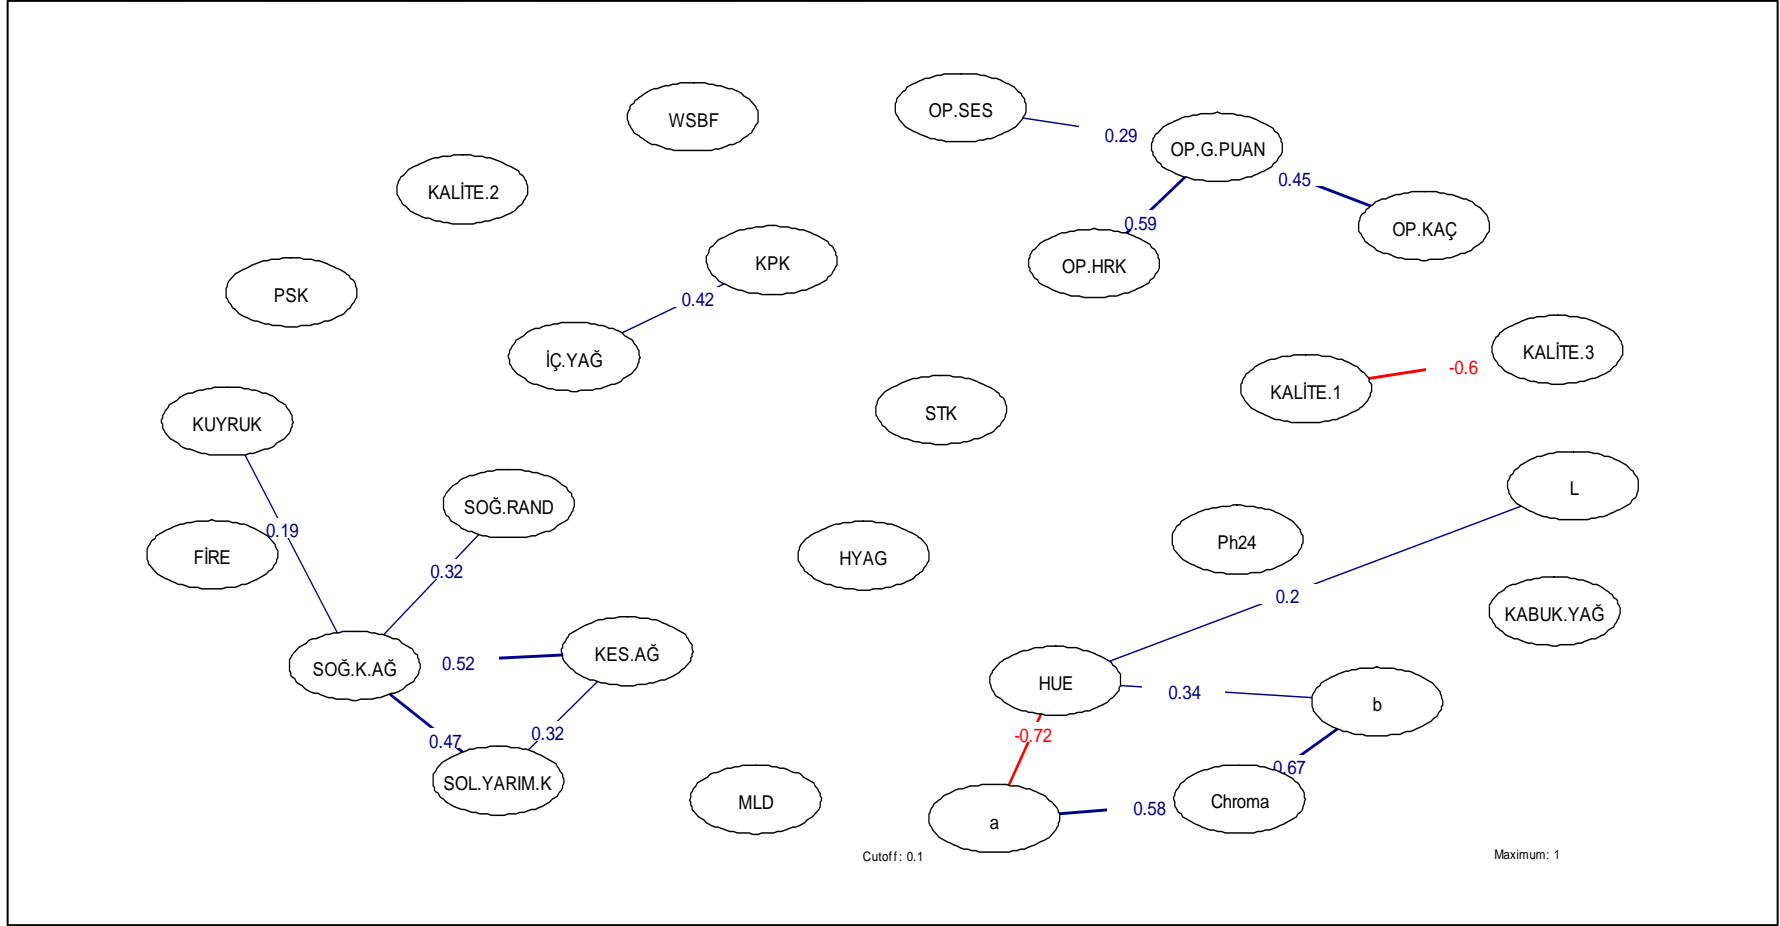 OP.SES
WSBF
0.29
OP.G.PUAN
KALİTE.2
0.45
0.59
OP.KAÇ
KPK
OP.HRK
PSK
0.42
İÇ.YAĞ
KALİTE.3
-0.6
KALİTE.1
STK
KUYRUK
L
SOĞ.RAND
0.19
Ph24
FİRE
HYAG
0.32
0.2
KABUK.YAĞ
KES.AĞ
0.52
SOĞ.K.AĞ
HUE
0.34
b
0.32
-0.72
0.47
0.67
SOL.YARIM.K
MLD
Chroma
0.58
a
Cutoff: 0.1
Maximum: 1